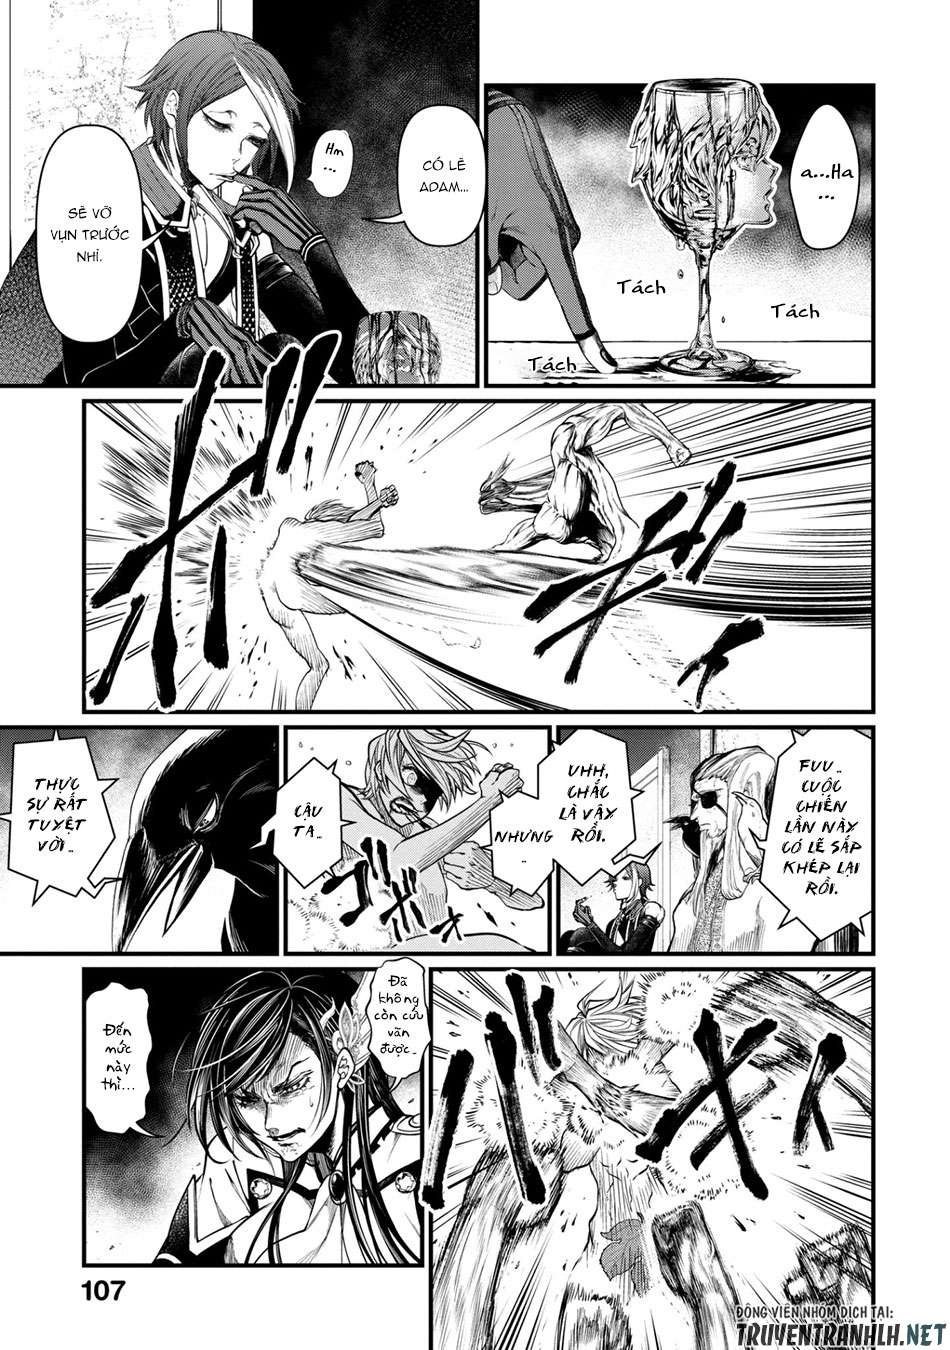 a...Ha
...
Tách
Tách
Tách
CÓ LẼ
ADAM...
Hm
...
SẼ VỠ
VỤN TRƯỚC
NHỈ.
FUU..
CUỘC
CHIẾN
LẦN NÀY
CÓ LẼ SẮP
KHÉP LẠI
RỒI.
UHH,
CHẮC
LÀ VẬY
RỒI.
NHƯNG..
CẬU
TA..
THỰC
SỰ RẤT
TUYỆT
VỜI..
Đã
không
còn cứu
vãn
được..
Đến
mức
này
thì...
107
ĐỘNG VIÊN NHÓM DỊCH TẠI:
TRUYENTRANHLH.NET